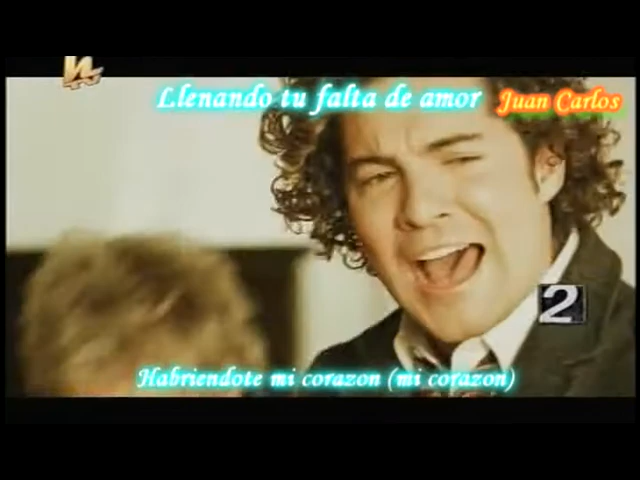 Llenando tu falta de amor
Juan Carlos
2
Habriendote mi corazon (mi corazon)